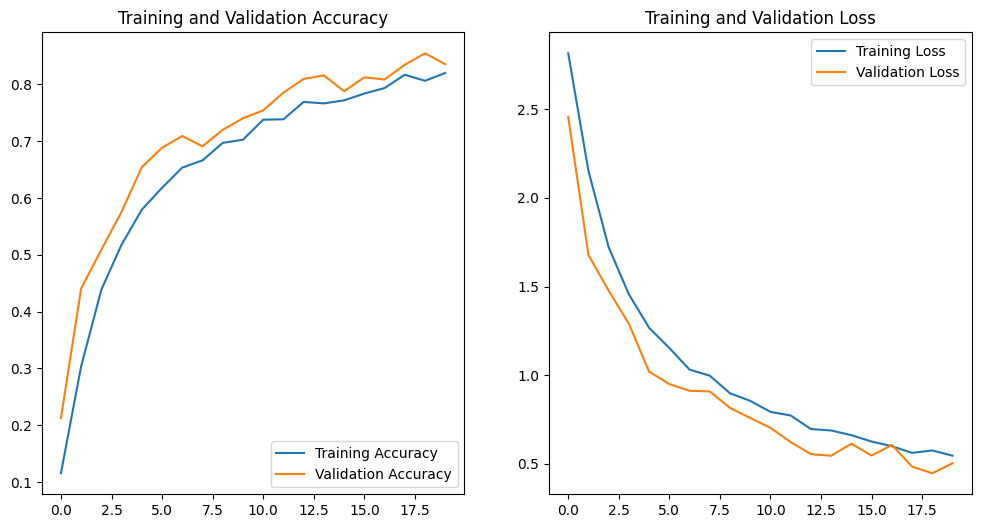 Training and Validation Accuracy
0.8
0.7
0.6
0.5
0.4
0.3
0.2
0.1
Training Accuracy
Validation Accuracy
0.0 2.5 5.0 7.5 10.0 12.5 15.0 17.5
Training and Validation Loss
Training Loss
Validation Loss
2.5
2.0
1.5
1.0
0.5
0.0 2.5 5.0 7.5 10.0 12.5 15.0 17.5